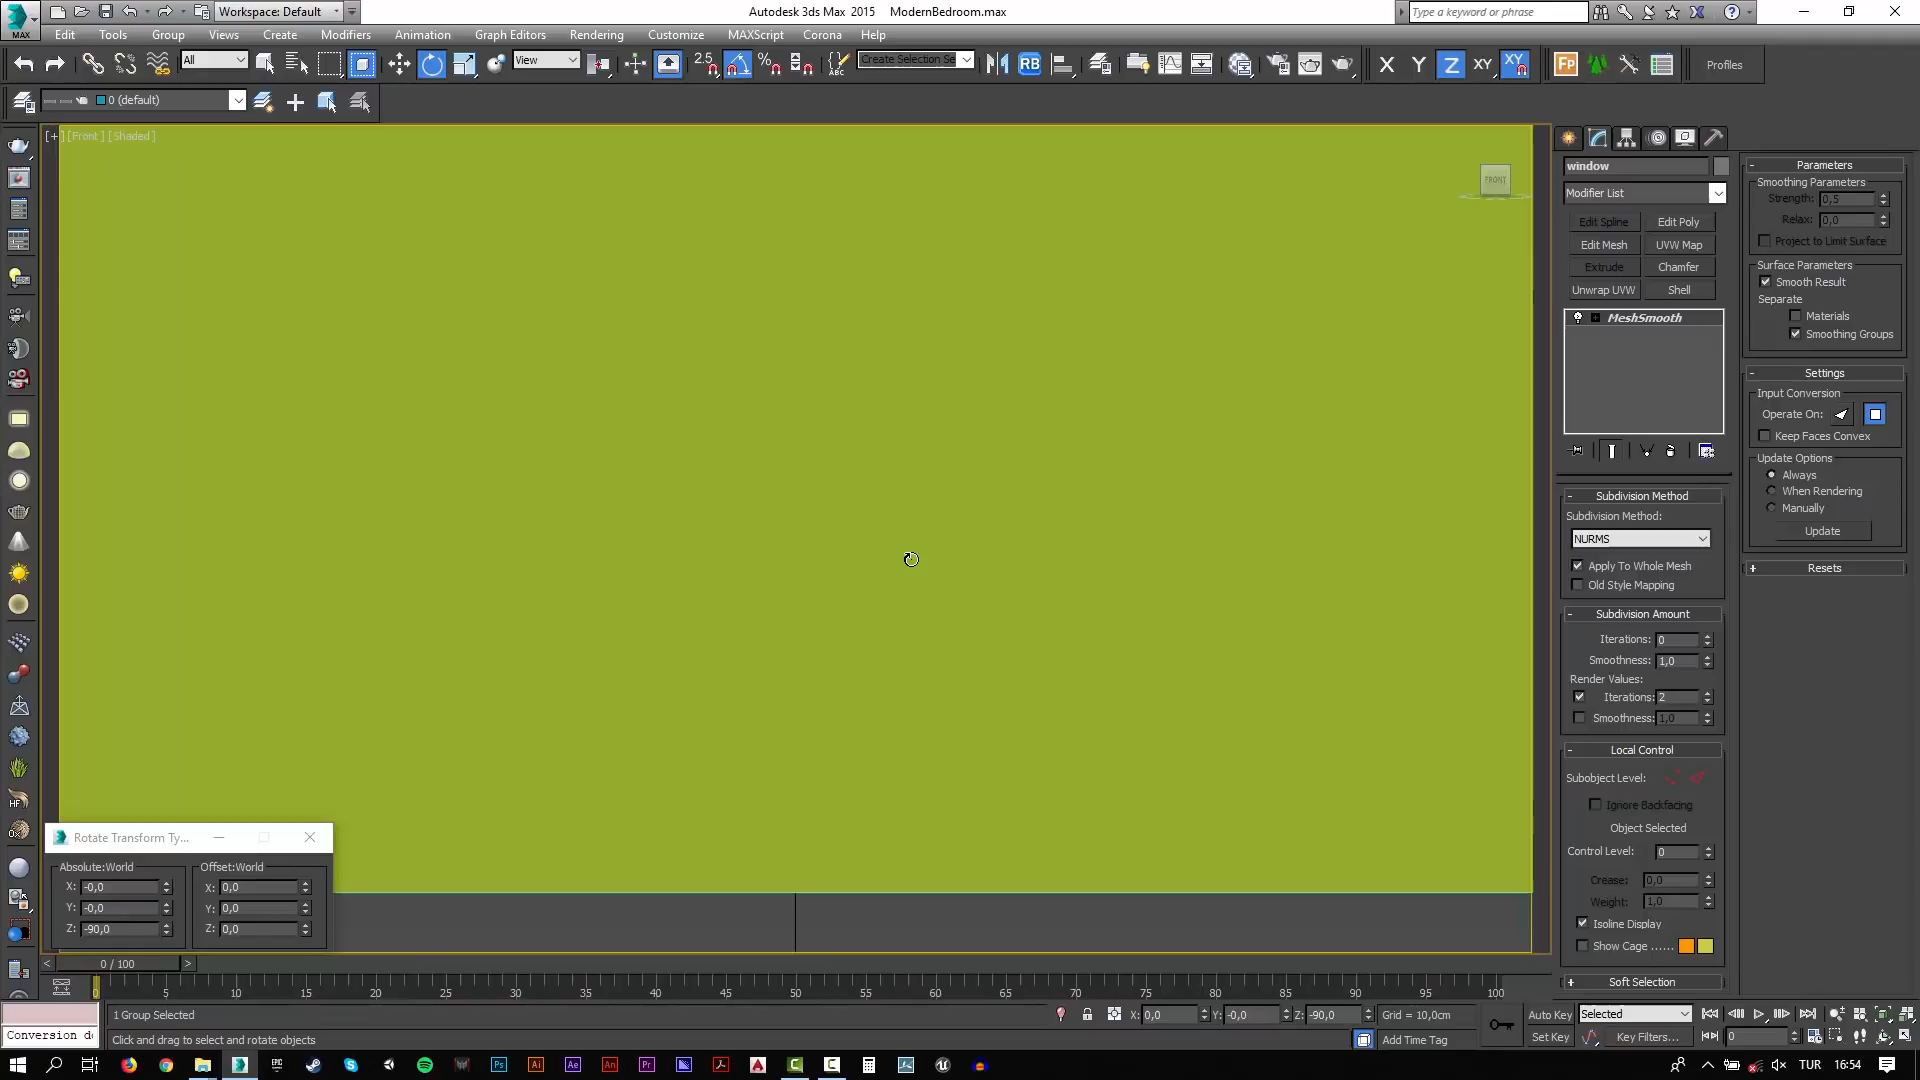 Workspace: Default
Autodesk 3ds Max 2015 ModernBedroom.max
Type a keyword or phrase
MAX
Edit Tools Group Views Create Modifiers Animation Graph Editors Rendering Customize MAXScript Corona Help
All
View
2.5
Create Selection Se
RB
X Y Z XY XY
Profiles
0 (default)
[+] [Front] [Shaded]
FRONT
window
Modifier List
Edit Spline Edit Poly
Edit Mesh UVW Map
Extrude Chamfer
Unwrap UVW Shell
MeshSmooth
Subdivision Method
Subdivision Method:
NURMS
Apply To Whole Mesh
Old Style Mapping
Subdivision Amount
Iterations: 0
Smoothness: 1,0
Render Values:
Iterations: 2
Smoothness: 1,0
Local Control
Subobject Level:
Ignore Backfacing
Object Selected
Control Level: 0
Crease: 0,0
Weight: 1,0
Isoline Display
Show Cage ......
Soft Selection
Parameters
Smoothing Parameters
Strength: 0,5
Relax: 0,0
Project to Limit Surface
Surface Parameters
Smooth Result
Separate
Materials
Smoothing Groups
Settings
Input Conversion
Operate On:
Keep Faces Convex
Update Options
Always
When Rendering
Manually
Update
Resets
Rotate Transform Ty...
Absolute:World Offset:World
X: -0,0 X: 0,0
Y: -0,0 Y: 0,0
Z: -90,0 Z: 0,0
0 / 100
0 5 10 15 20 25 30 35 40 45 50 55 60 65 70 75 80 85 90 95 100
1 Group Selected
X: 0,0 Y: -0,0 Z: -90,0 Grid = 10,0cm
Auto Key Selected
Conversion de
Click and drag to select and rotate objects
Add Time Tag
Set Key Key Filters... 0
TUR 16:54